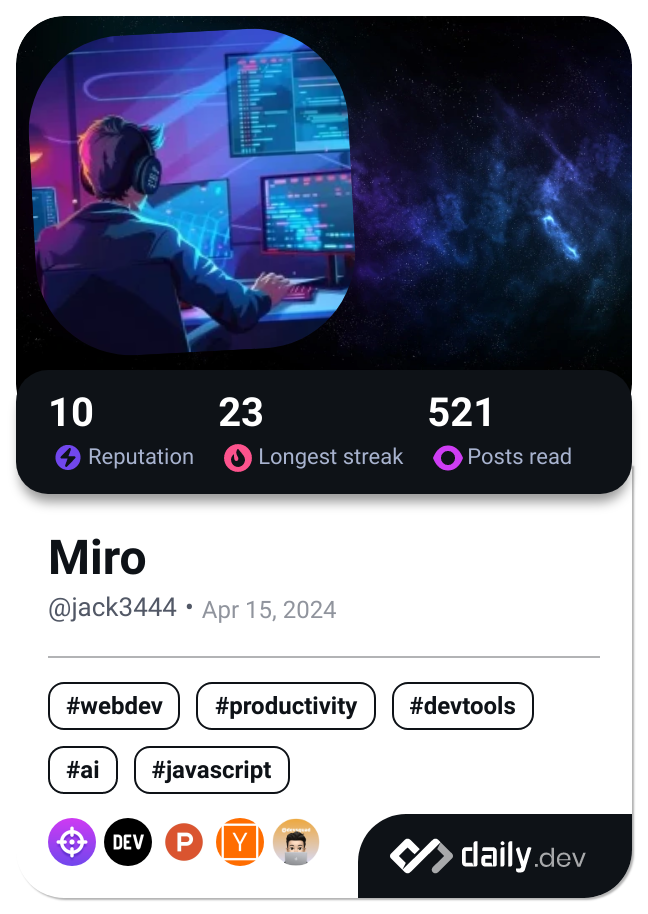 10 23 521
Reputation Longest streak Posts read
Miro
@jack3444 • Apr 15, 2024
#webdev #productivity #devtools
#ai #javascript
DEV P Y
daily.dev